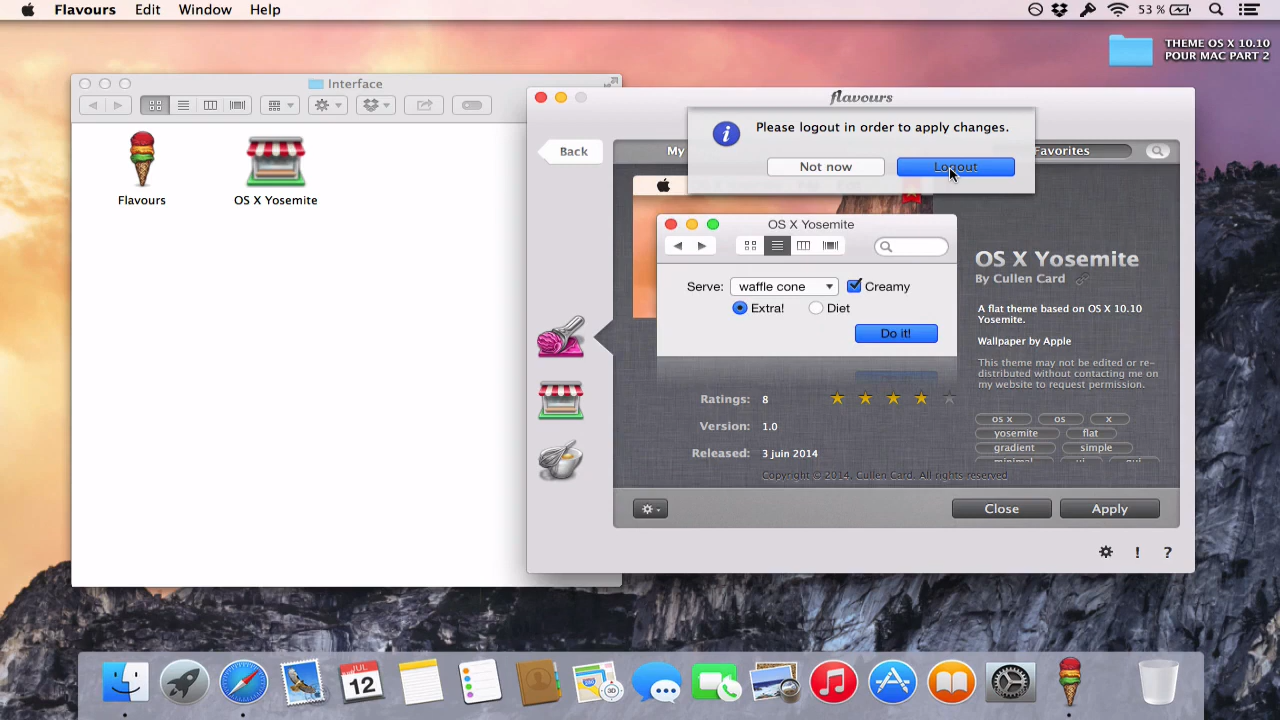 Flavours Edit Window Help
53 %
THEME OS X 10.10
POUR MAC PART 2
Interface
Flavours
OS X Yosemite
flavours
Please logout in order to apply changes.
Not now
Logout
Back
My
Favorites
OS X Yosemite
Serve: waffle cone Creamy
Extra! Diet
Do it!
OS X Yosemite
By Cullen Card
A flat theme based on OS X 10.10
Yosemite.
Wallpaper by Apple
This theme may not be edited or re-
distributed without contacting me on
my website to request permission.
Ratings: 8
Version: 1.0
Released: 3 juin 2014
Copyright © 2014, Cullen Card. All rights reserved
os x os x
yosemite flat
gradient simple
minimal ui gui
Close
Apply
! ?
JUL
12
280
3D